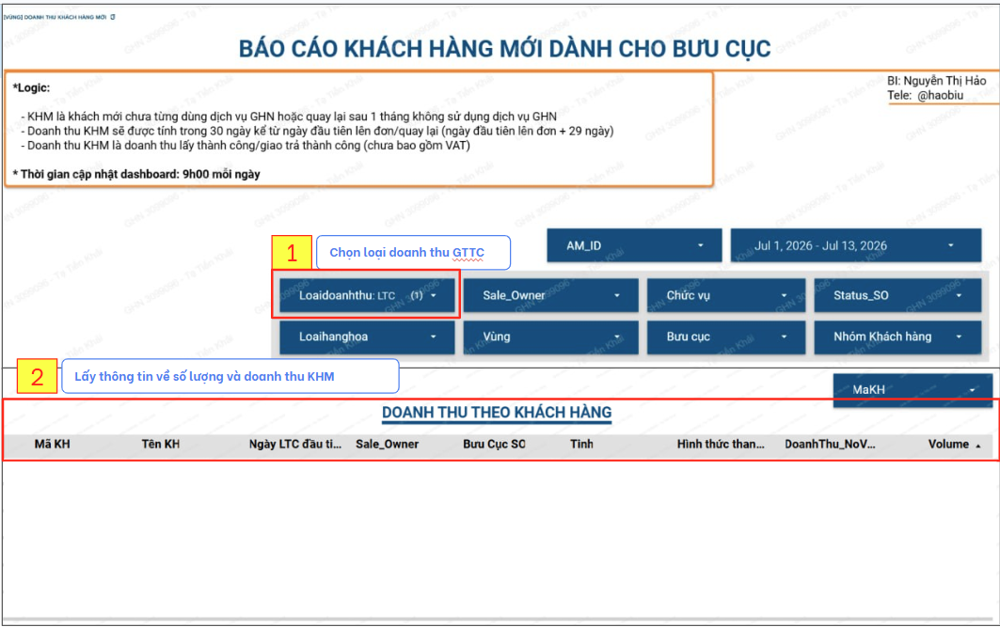 [VÙNG] DOANH THU KHÁCH HÀNG MỚI
BÁO CÁO KHÁCH HÀNG MỚI DÀNH CHO BƯU CỤC
*Logic:
- KHM là khách mới chưa từng dùng dịch vụ GHN hoặc quay lại sau 1 tháng không sử dụng dịch vụ GHN
- Doanh thu KHM sẽ được tính trong 30 ngày kể từ ngày đầu tiên lên đơn/quay lại (ngày đầu tiên lên đơn + 29 ngày)
- Doanh thu KHM là doanh thu lấy thành công/giao trả thành công (chưa bao gồm VAT)
* Thời gian cập nhật dashboard: 9h00 mỗi ngày
BI: Nguyễn Thị Hảo
Tele: @haobiu
1 Chọn loại doanh thu GTTC
AM_ID
Jul 1, 2026 - Jul 13, 2026
Loaidoanhthu: LTC (1)
Sale_Owner
Chức vụ
Status_SO
Loaihanghoa
Vùng
Bưu cục
Nhóm Khách hàng
2 Lấy thông tin về số lượng và doanh thu KHM
MaKH
DOANH THU THEO KHÁCH HÀNG
Mã KH Tên KH Ngày LTC đầu ti... Sale_Owner Bưu Cục SO Tỉnh Hình thức than... DoanhThu_NoV... Volume
GHN 3099096 - Tạ Tiến Khải